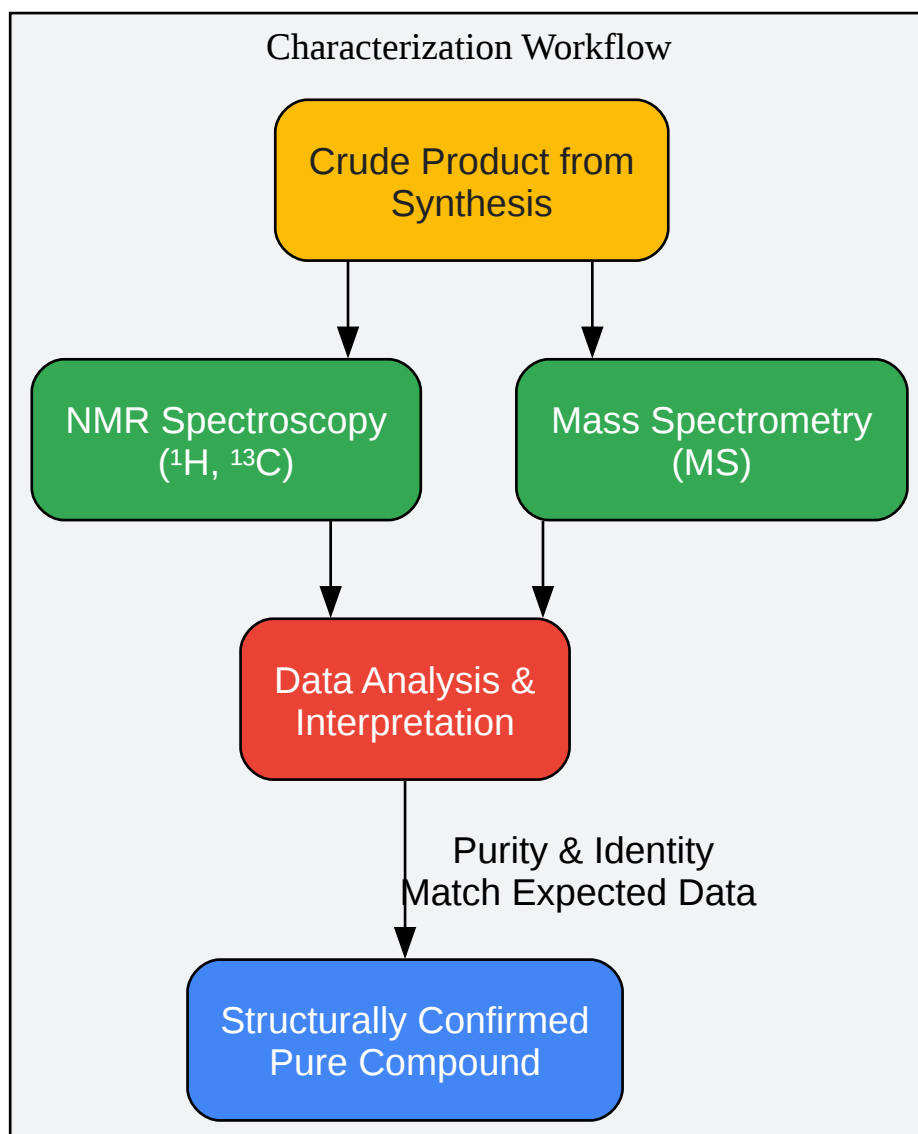 Characterization Workflow
Crude Product from
Synthesis
NMR Spectroscopy
(¹H, ¹³C)
Mass Spectrometry
(MS)
Data Analysis &
Interpretation
Purity & Identity
Match Expected Data
Structurally Confirmed
Pure Compound